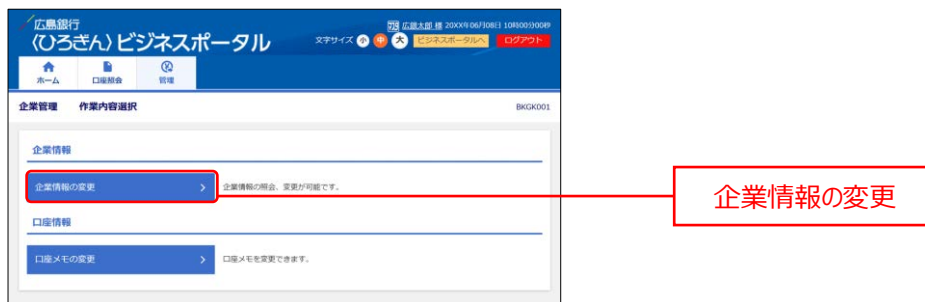 広島銀行
〈ひろぎん〉ビジネスポータル
広銀太郎 様 20XX年06月08日 10時00分00秒
文字サイズ 小 中 大 ビジネスポータルへ ログアウト
ホーム 口座照会 管理
企業管理 作業内容選択 BKGK001
企業情報
企業情報の変更 企業情報の照会、変更が可能です。
企業情報の変更
口座情報
口座メモの変更 口座メモを変更できます。